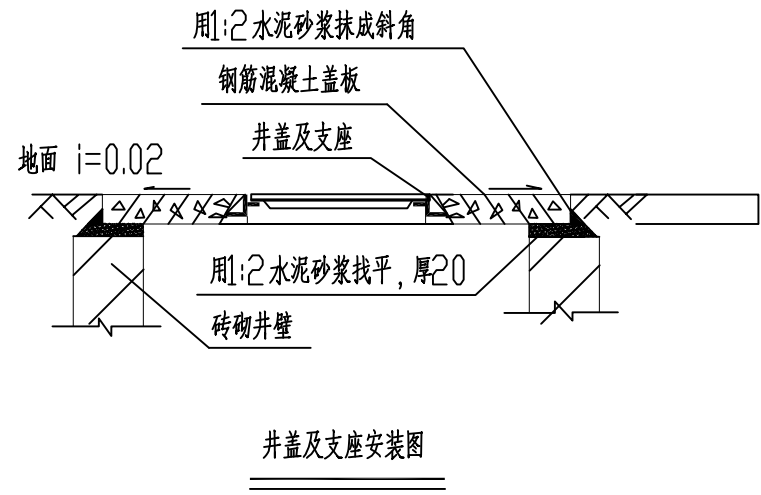 用1:2水泥砂浆抹成斜角
钢筋混凝土盖板
井盖及支座
地面 i=0.02
用1:2水泥砂浆找平,厚20
砖砌井壁
井盖及支座安装图